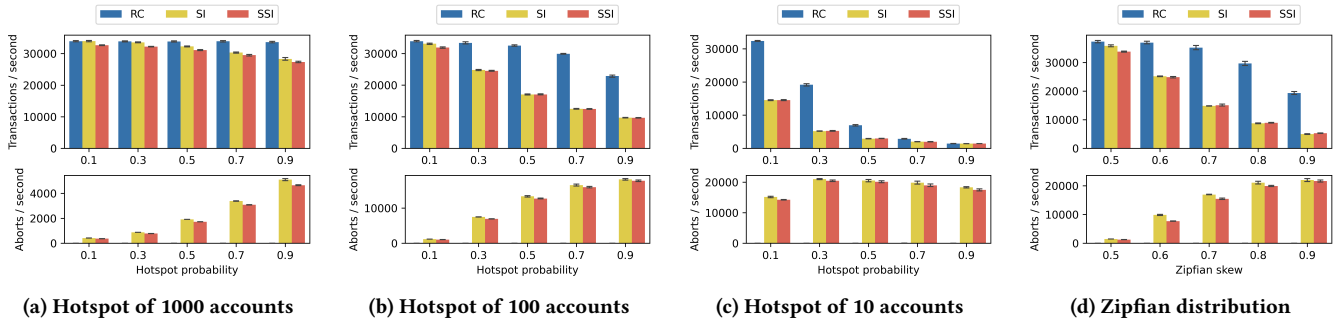 RC SI SSI
Transactions / second
30000
20000
10000
0
0.1 0.3 0.5 0.7 0.9
Aborts / second
4000
2000
0
0.1 0.3 0.5 0.7 0.9
Hotspot probability
(a) Hotspot of 1000 accounts
RC SI SSI
Transactions / second
30000
20000
10000
0
0.1 0.3 0.5 0.7 0.9
Aborts / second
10000
0
0.1 0.3 0.5 0.7 0.9
Hotspot probability
(b) Hotspot of 100 accounts
RC SI SSI
Transactions / second
30000
20000
10000
0
0.1 0.3 0.5 0.7 0.9
Aborts / second
20000
10000
0
0.1 0.3 0.5 0.7 0.9
Hotspot probability
(c) Hotspot of 10 accounts
RC SI SSI
Transactions / second
30000
20000
10000
0
0.5 0.6 0.7 0.8 0.9
Aborts / second
20000
10000
0
0.5 0.6 0.7 0.8 0.9
Zipfian skew
(d) Zipfian distribution